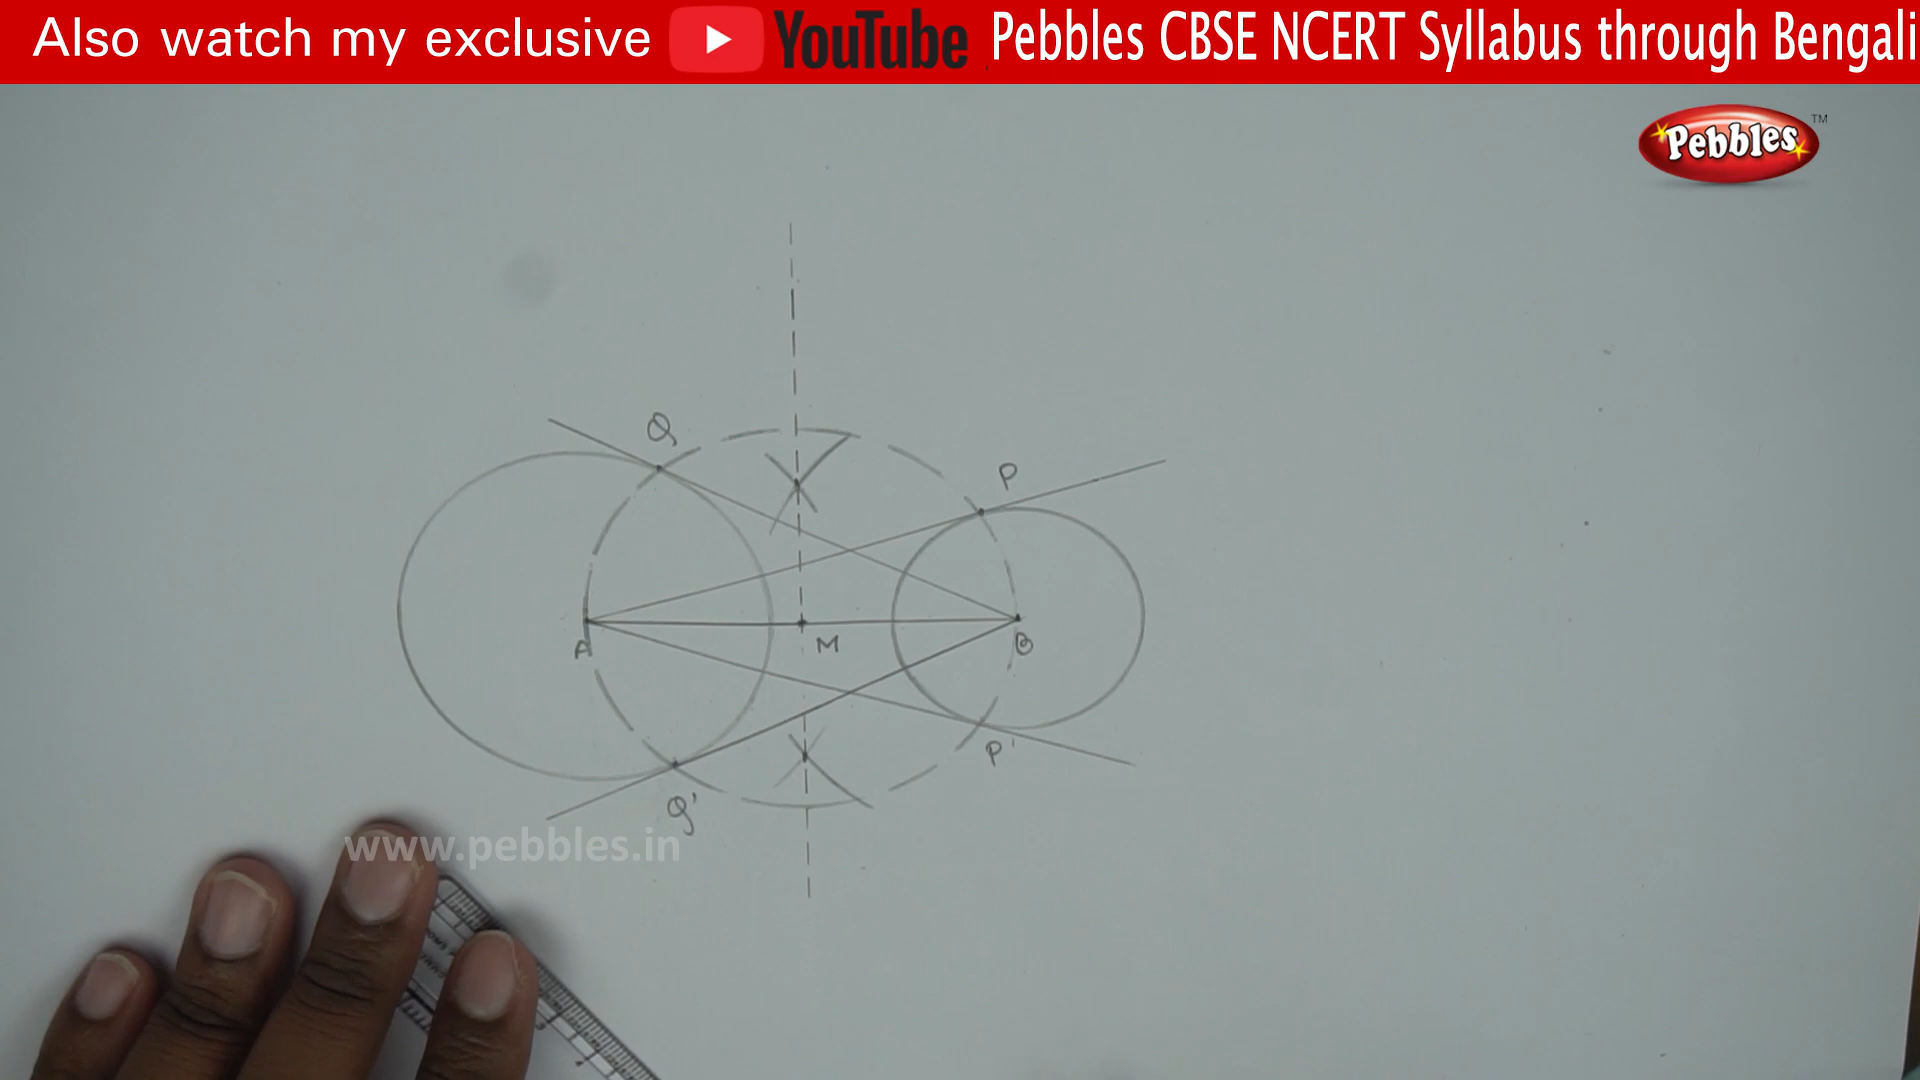 Also watch my exclusive YouTube Pebbles CBSE NCERT Syllabus through Bengali
Pebbles TM
Q
P
A
M
B
P'
Q'
www.pebbles.in